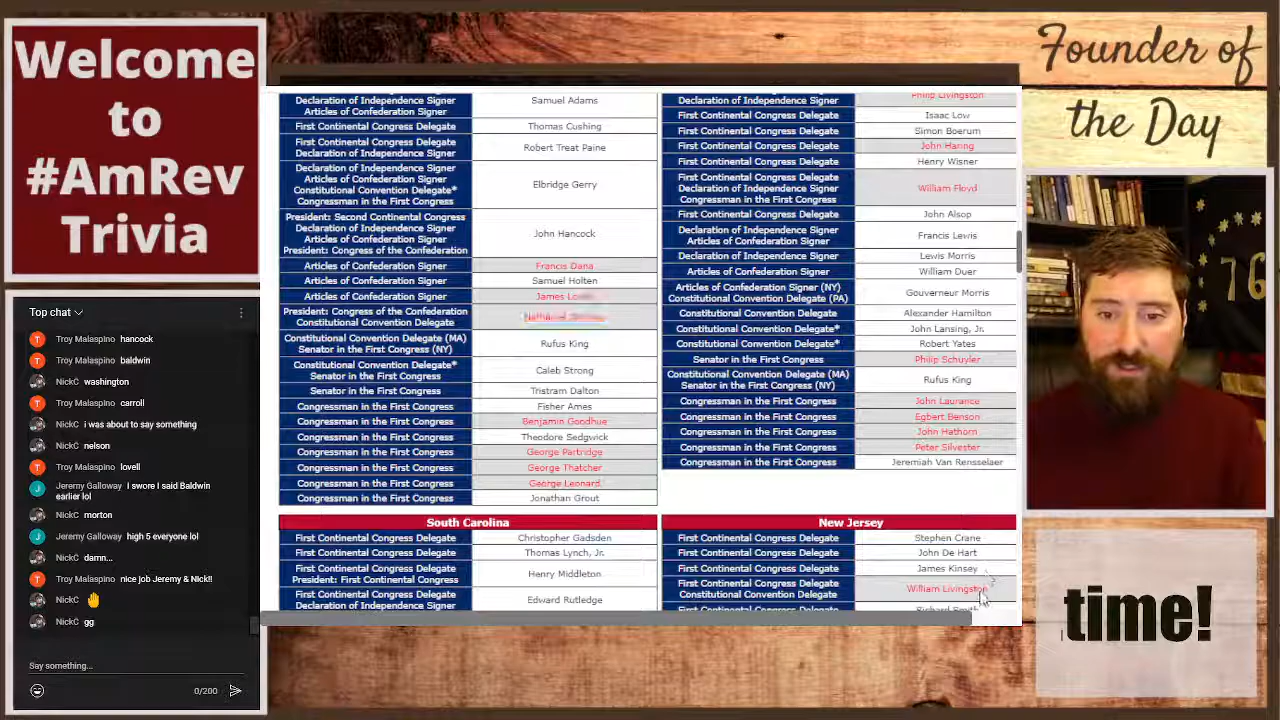 Welcome
to
#AmRev
Trivia
Founder of
the Day
Top chat
Troy Malaspino hancock
Troy Malaspino baldwin
NickC washington
Troy Malaspino carroll
NickC i was about to say something
NickC nelson
Troy Malaspino lovell
Jeremy Galloway I swore I said Baldwin
earlier lol
NickC morton
Jeremy Galloway high 5 everyone lol
NickC damn...
Troy Malaspino nice job Jeremy & Nick!!
NickC 🤚
NickC gg
Say something...
0/200
Declaration of Independence Signer
Articles of Confederation Signer
Samuel Adams
First Continental Congress Delegate
Thomas Cushing
First Continental Congress Delegate
Declaration of Independence Signer
Robert Treat Paine
Declaration of Independence Signer
Articles of Confederation Signer
Constitutional Convention Delegate*
Congressman in the First Congress
Elbridge Gerry
President: Second Continental Congress
Declaration of Independence Signer
Articles of Confederation Signer
President: Congress of the Confederation
John Hancock
Articles of Confederation Signer
Francis Dana
Articles of Confederation Signer
Samuel Holten
Articles of Confederation Signer
James
President: Congress of the Confederation
Constitutional Convention Delegate
Constitutional Convention Delegate (MA)
Senator in the First Congress (NY)
Rufus King
Constitutional Convention Delegate*
Senator in the First Congress
Caleb Strong
Senator in the First Congress
Tristram Dalton
Congressman in the First Congress
Fisher Ames
Congressman in the First Congress
Benjamin Goodhue
Congressman in the First Congress
Theodore Sedgwick
Congressman in the First Congress
George Partridge
Congressman in the First Congress
George Thatcher
Congressman in the First Congress
George Leonard
Congressman in the First Congress
Jonathan Grout
South Carolina
First Continental Congress Delegate
Christopher Gadsden
First Continental Congress Delegate
Thomas Lynch, Jr.
First Continental Congress Delegate
President: First Continental Congress
Henry Middleton
First Continental Congress Delegate
Declaration of Independence Signer
Edward Rutledge
Declaration of Independence Signer
Philip Livingston
First Continental Congress Delegate
Isaac Low
First Continental Congress Delegate
Simon Boerum
First Continental Congress Delegate
John Haring
First Continental Congress Delegate
Henry Wisner
First Continental Congress Delegate
Declaration of Independence Signer
Congressman in the First Congress
William Floyd
First Continental Congress Delegate
John Alsop
Declaration of Independence Signer
Articles of Confederation Signer
Francis Lewis
Declaration of Independence Signer
Lewis Morris
Articles of Confederation Signer
William Duer
Articles of Confederation Signer (NY)
Constitutional Convention Delegate (PA)
Gouverneur Morris
Constitutional Convention Delegate
Alexander Hamilton
Constitutional Convention Delegate*
John Lansing, Jr.
Constitutional Convention Delegate*
Robert Yates
Senator in the First Congress
Philip Schuyler
Constitutional Convention Delegate (MA)
Senator in the First Congress (NY)
Rufus King
Congressman in the First Congress
John Laurance
Congressman in the First Congress
Egbert Benson
Congressman in the First Congress
John Hathorn
Congressman in the First Congress
Peter Silvester
Congressman in the First Congress
Jeremiah Van Rensselaer
New Jersey
First Continental Congress Delegate
Stephen Crane
First Continental Congress Delegate
John De Hart
First Continental Congress Delegate
James Kinsey
First Continental Congress Delegate
Constitutional Convention Delegate
William Livingston
First Continental Congress Delegate
Richard Smith
76
time!